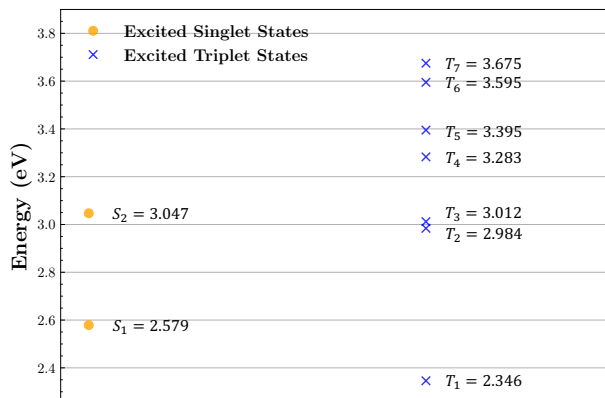 Excited Singlet States
Excited Triplet States
Energy (eV)
3.8
3.6
3.4
3.2
3.0
2.8
2.6
2.4
S₂ = 3.047
S₁ = 2.579
T₇ = 3.675
T₆ = 3.595
T₅ = 3.395
T₄ = 3.283
T₃ = 3.012
T₂ = 2.984
T₁ = 2.346